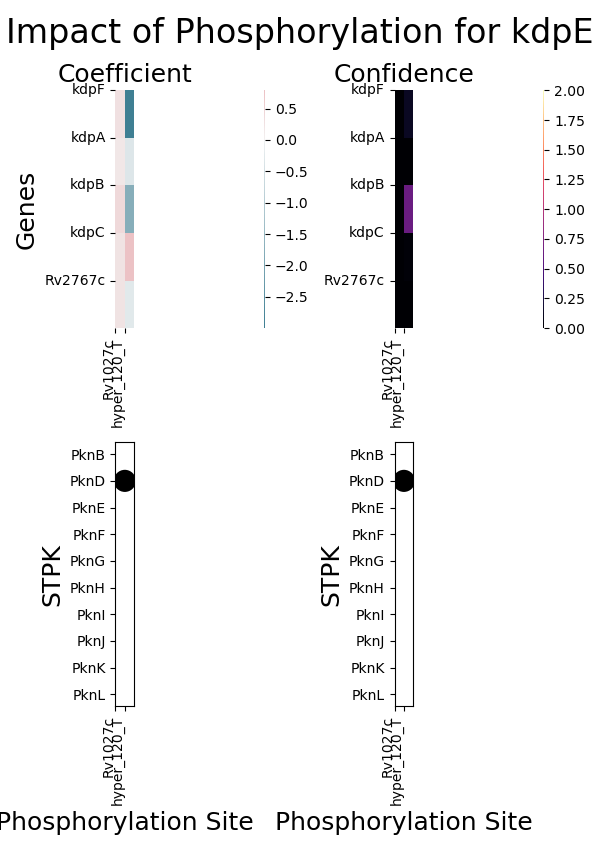 Impact of Phosphorylation for kdpE
Coefficient
Confidence
Genes
kdpF
kdpA
kdpB
kdpC
Rv2767c
0.5
0.0
−0.5
−1.0
−1.5
−2.0
−2.5
kdpF
kdpA
kdpB
kdpC
Rv2767c
2.00
1.75
1.50
1.25
1.00
0.75
0.50
0.25
0.00
Rv1027c
hyper_120_T
Rv1027c
hyper_120_T
STPK
PknB
PknD
PknE
PknF
PknG
PknH
PknI
PknJ
PknK
PknL
STPK
PknB
PknD
PknE
PknF
PknG
PknH
PknI
PknJ
PknK
PknL
Rv1027c
hyper_120_T
Rv1027c
hyper_120_T
Phosphorylation Site
Phosphorylation Site